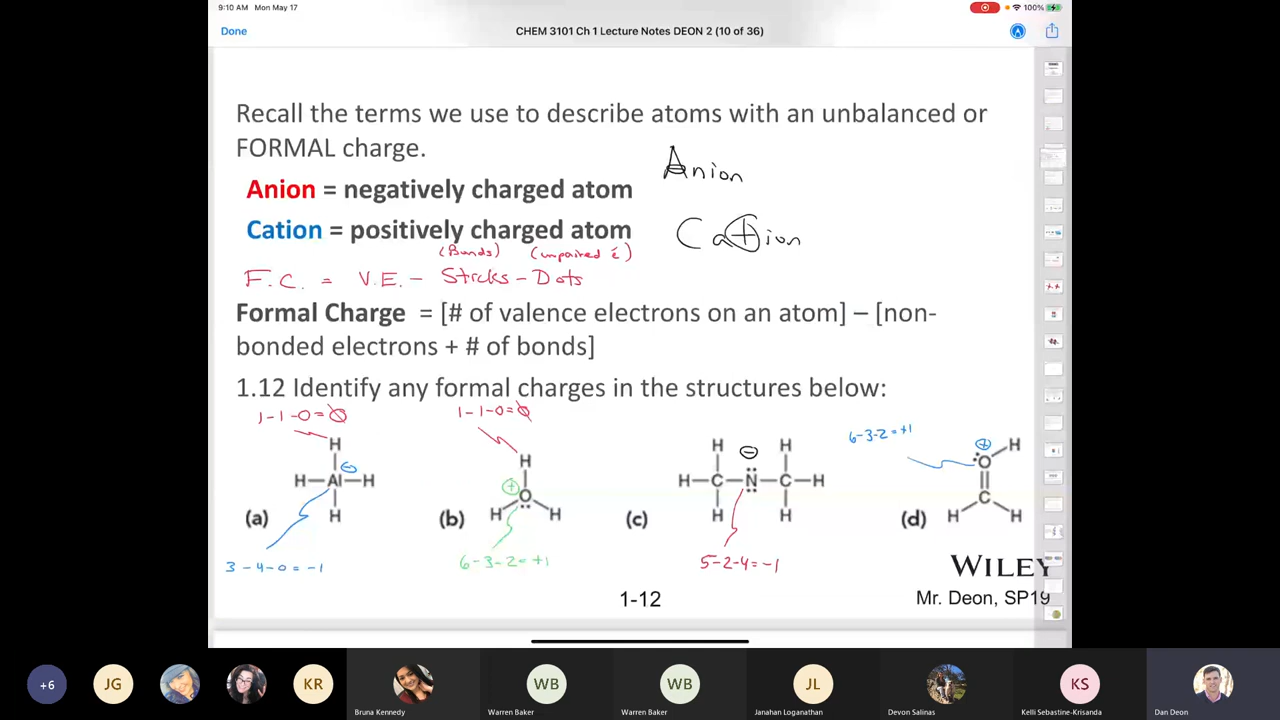 9:10 AM Mon May 17
100%
Done
CHEM 3101 Ch 1 Lecture Notes DEON 2 (10 of 36)
Recall the terms we use to describe atoms with an unbalanced or
FORMAL charge.
Anion
Anion = negatively charged atom
Cation = positively charged atom
Cation
(Bonds) (unpaired e)
F.C. = V.E. - Sticks - Dots
Formal Charge = [# of valence electrons on an atom] – [non-
bonded electrons + # of bonds]
1.12 Identify any formal charges in the structures below:
1-1-0=0
1-1-0=0
6-3-2=+1
H
H–Al–H
H
(a)
3-4-0=-1
H
O
H H
(b)
6-3-2=+1
H H
H–C–N–C–H
H H
(c)
5-2-4=-1
O H
C
H H
(d)
WILEY
1-12
Mr. Deon, SP19
+6
JG
KR
Bruna Kennedy
WB
Warren Baker
WB
Warren Baker
JL
Janahan Loganathan
Devon Salinas
KS
Kelli Sebastine-Krisanda
Dan Deon